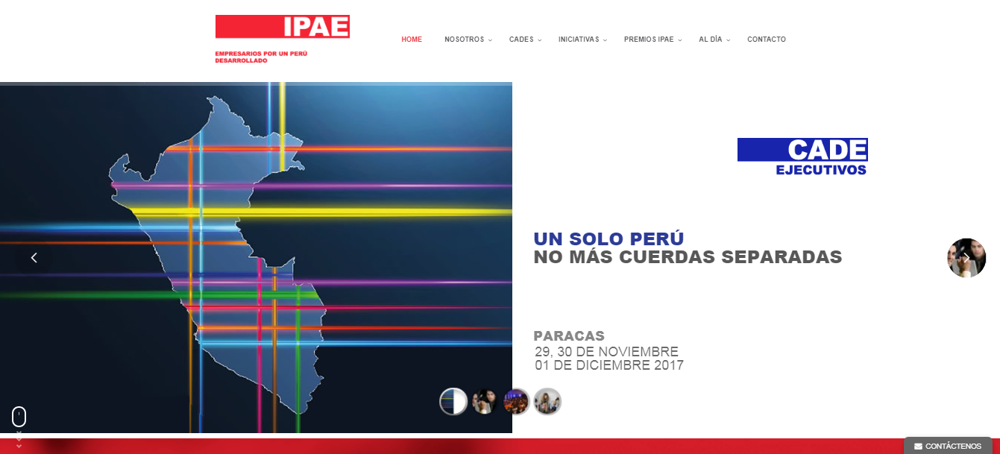 IPAE
EMPRESARIOS POR UN PERÚ
DESARROLLADO
HOME NOSOTROS CADES INICIATIVAS PREMIOS IPAE AL DÍA CONTACTO
CADE
EJECUTIVOS
UN SOLO PERÚ
NO MÁS CUERDAS SEPARADAS
PARACAS
29, 30 DE NOVIEMBRE
01 DE DICIEMBRE 2017
CONTÁCTENOS